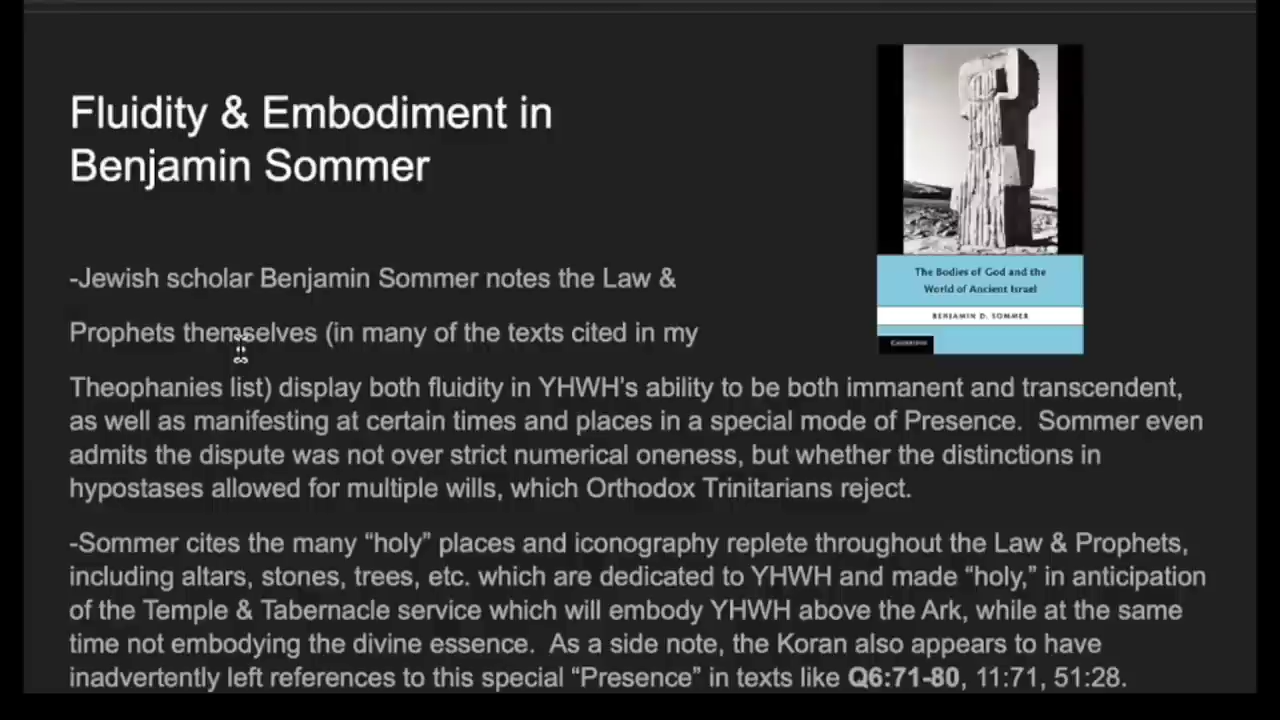 Fluidity & Embodiment in
Benjamin Sommer
The Bodies of God and the
World of Ancient Israel
BENJAMIN D. SOMMER
CAMBRIDGE
-Jewish scholar Benjamin Sommer notes the Law &
Prophets themselves (in many of the texts cited in my
Theophanies list) display both fluidity in YHWH's ability to be both immanent and transcendent,
as well as manifesting at certain times and places in a special mode of Presence.  Sommer even
admits the dispute was not over strict numerical oneness, but whether the distinctions in
hypostases allowed for multiple wills, which Orthodox Trinitarians reject.
-Sommer cites the many “holy” places and iconography replete throughout the Law & Prophets,
including altars, stones, trees, etc. which are dedicated to YHWH and made “holy,” in anticipation
of the Temple & Tabernacle service which will embody YHWH above the Ark, while at the same
time not embodying the divine essence.  As a side note, the Koran also appears to have
inadvertently left references to this special “Presence” in texts like Q6:71-80, 11:71, 51:28.